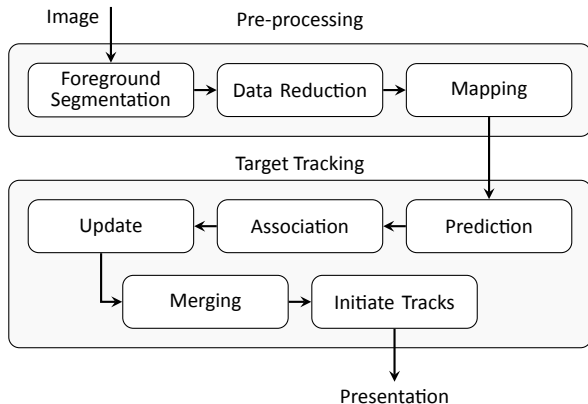 Image
Pre-processing
Foreground
Segmentation
Data Reduction
Mapping
Target Tracking
Update
Association
Prediction
Merging
Initiate Tracks
Presentation